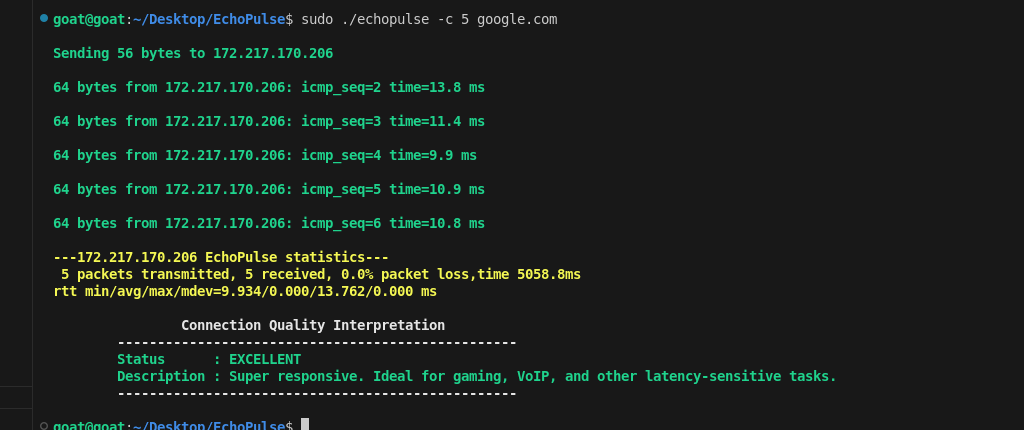 goat@goat:~/Desktop/EchoPulse$ sudo ./echopulse -c 5 google.com
Sending 56 bytes to 172.217.170.206
64 bytes from 172.217.170.206: icmp_seq=2 time=13.8 ms
64 bytes from 172.217.170.206: icmp_seq=3 time=11.4 ms
64 bytes from 172.217.170.206: icmp_seq=4 time=9.9 ms
64 bytes from 172.217.170.206: icmp_seq=5 time=10.9 ms
64 bytes from 172.217.170.206: icmp_seq=6 time=10.8 ms
---172.217.170.206 EchoPulse statistics---
5 packets transmitted, 5 received, 0.0% packet loss,time 5058.8ms
rtt min/avg/max/mdev=9.934/0.000/13.762/0.000 ms
Connection Quality Interpretation
--------------------------------------------------
Status      : EXCELLENT
Description : Super responsive. Ideal for gaming, VoIP, and other latency-sensitive tasks.
--------------------------------------------------
goat@goat:~/Desktop/EchoPulse$